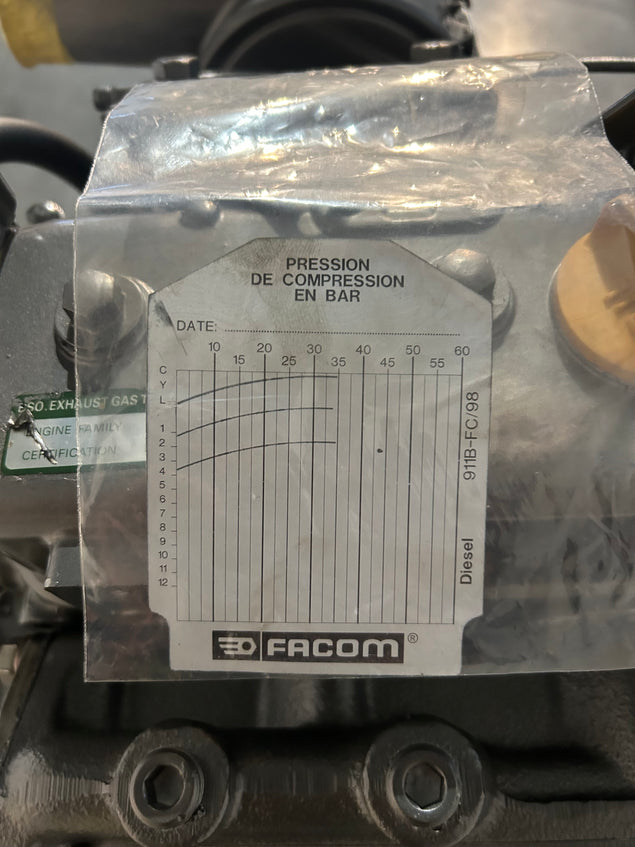 PRESSION
DE COMPRESSION
EN BAR
DATE:
10 20 30 40 50 60
15 25 35 45 55
C
Y
L
1
2
3
4
5
6
7
8
9
10
11
12
911B-FC/98
Diesel
FACOM®
ESO. EXHAUST GAS T
ENGINE FAMILY
CERTIFICATION